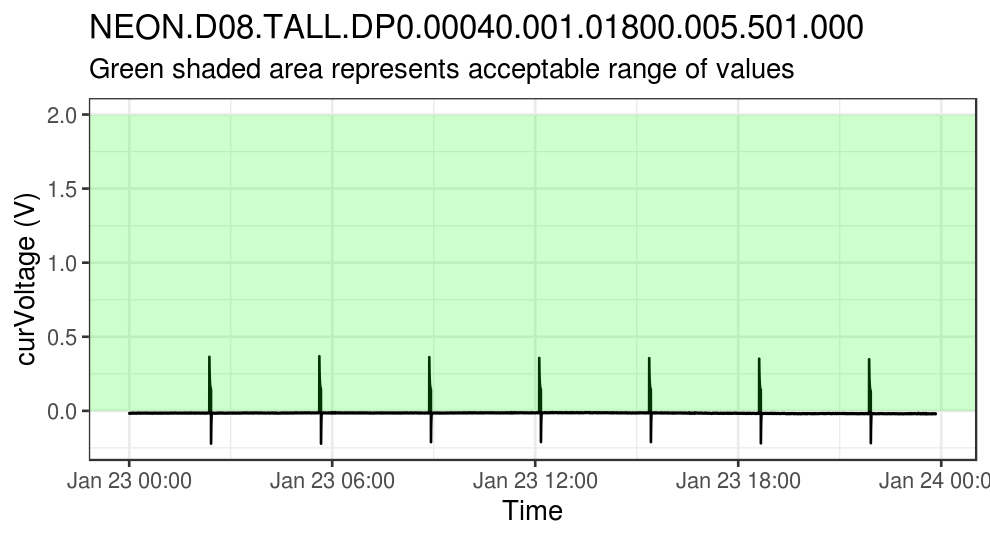 NEON.D08.TALL.DP0.00040.001.01800.005.501.000
Green shaded area represents acceptable range of values
curVoltage (V)
2.0
1.5
1.0
0.5
0.0
Jan 23 00:00 Jan 23 06:00 Jan 23 12:00 Jan 23 18:00 Jan 24 00:0
Time